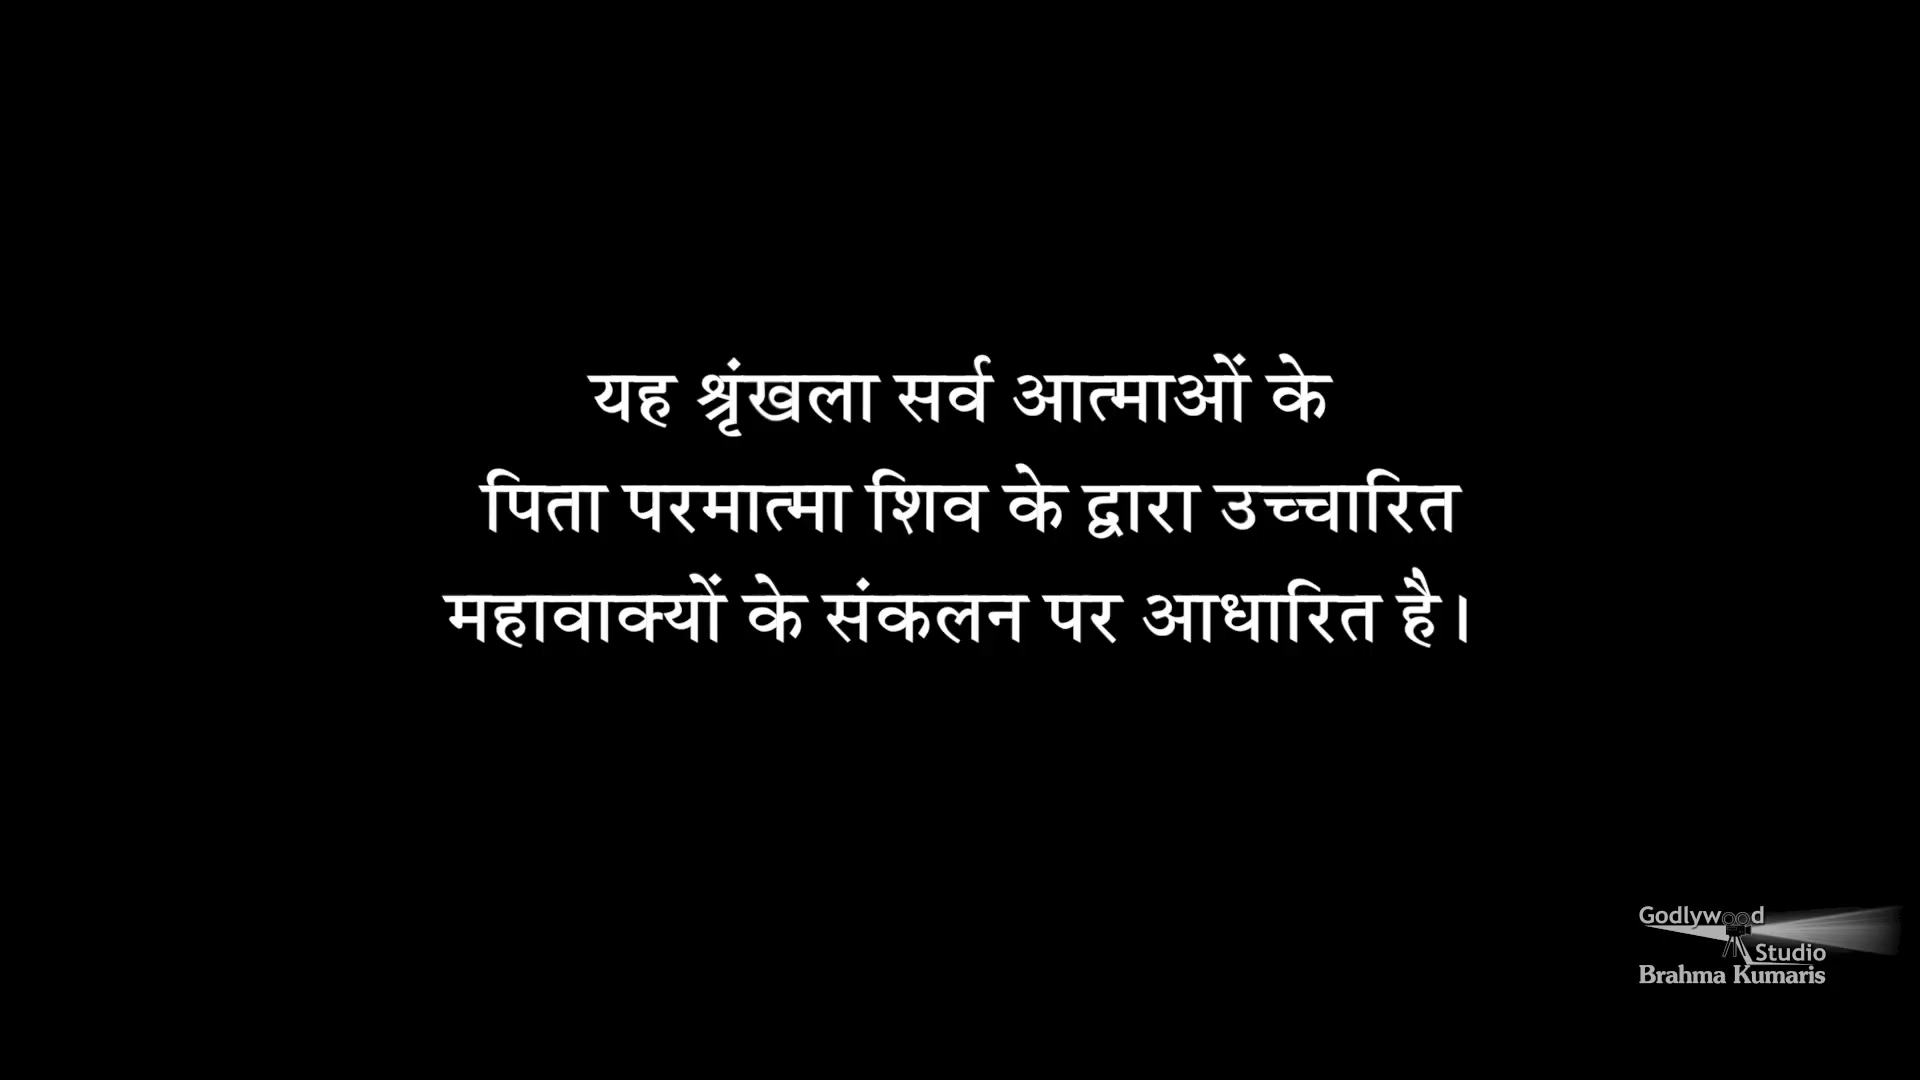 यह श्रृंखला सर्व आत्माओं के
पिता परमात्मा शिव के द्वारा उच्चारित
महावाक्यों के संकलन पर आधारित है।
Godlywood
Studio
Brahma Kumaris